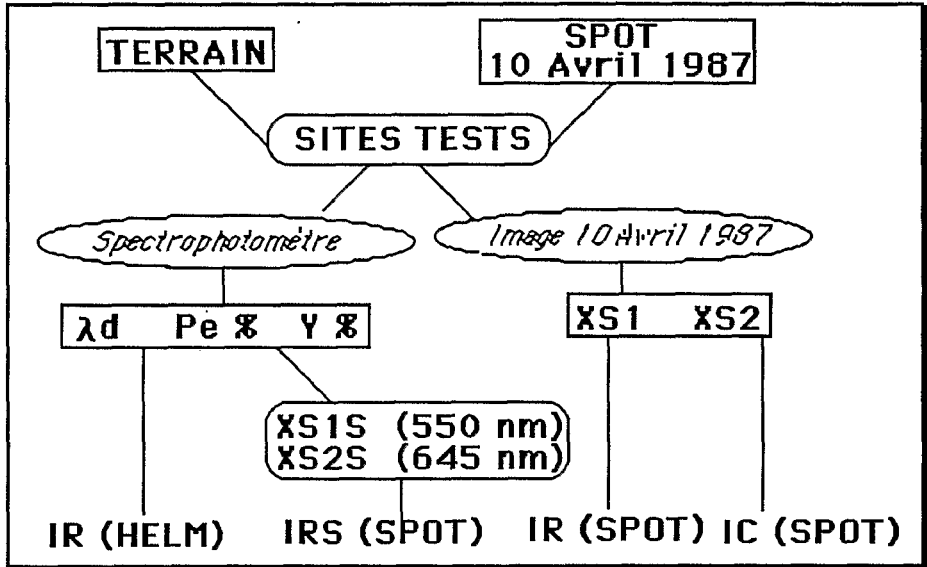 TERRAIN
SPOT
10 Avril 1987
SITES TESTS
Spectrophotomètre
Image 10 Avril 1987
λd Pe % Y %
XS1 XS2
XS1S (550 nm)
XS2S (645 nm)
IR (HELM) IRS (SPOT) IR (SPOT) IC (SPOT)